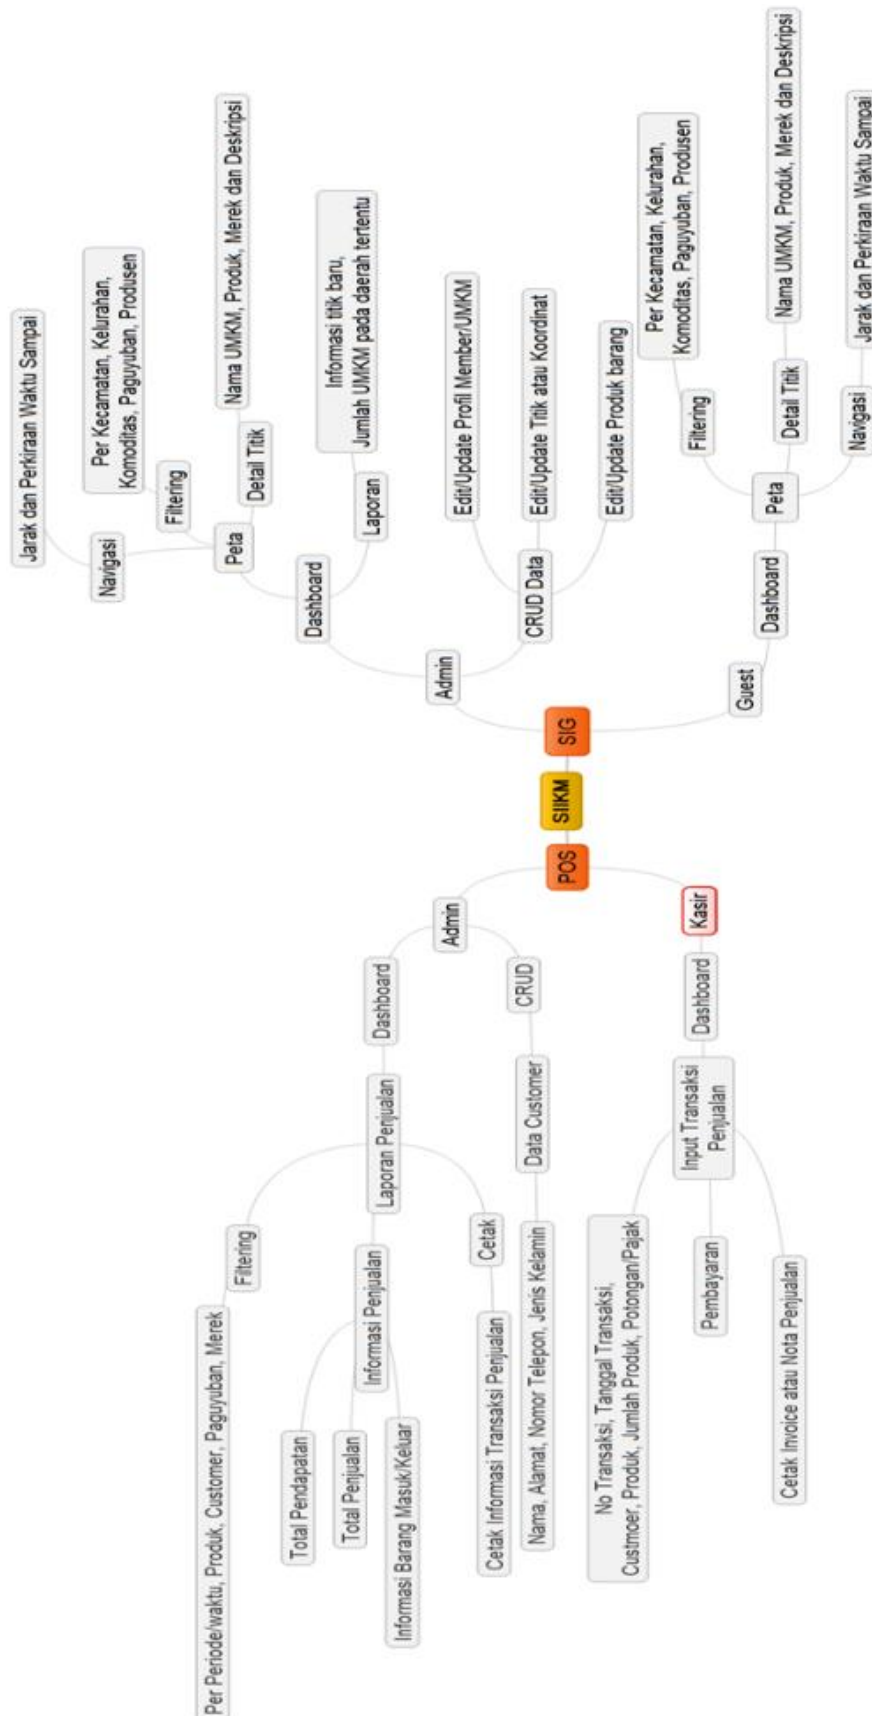 SIIKM
POS
Admin
Dashboard
Laporan Penjualan
Filtering
Per Periode/waktu, Produk, Customer, Paguyuban, Merek
Informasi Penjualan
Total Pendapatan
Total Penjualan
Informasi Barang Masuk/Keluar
Cetak
Cetak Informasi Transaksi Penjualan
CRUD
Data Customer
Nama, Alamat, Nomor Telepon, Jenis Kelamin
Kasir
Dashboard
Input Transaksi
Penjualan
No Transaksi, Tanggal Transaksi,
Custmoer, Produk, Jumlah Produk, Potongan/Pajak
Pembayaran
Cetak Invoice atau Nota Penjualan
SIG
Admin
Dashboard
Peta
Navigasi
Jarak dan Perkiraan Waktu Sampai
Filtering
Per Kecamatan, Kelurahan,
Komoditas, Paguyuban, Produsen
Detail Titik
Nama UMKM, Produk, Merek dan Deskripsi
Laporan
Informasi titik baru,
Jumlah UMKM pada daerah tertentu
CRUD Data
Edit/Update Profil Member/UMKM
Edit/Update Titik atau Koordinat
Edit/Update Produk barang
Guest
Dashboard
Peta
Filtering
Per Kecamatan, Kelurahan,
Komoditas, Paguyuban, Produsen
Detail Titik
Nama UMKM, Produk, Merek dan Deskripsi
Navigasi
Jarak dan Perkiraan Waktu Sampai